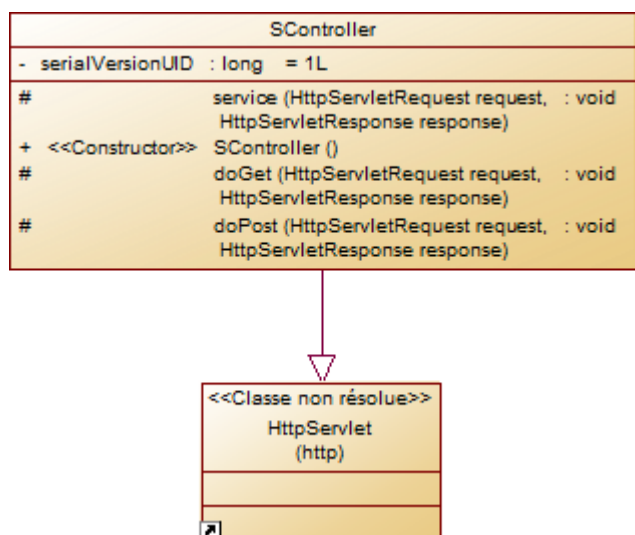 SController
- serialVersionUID : long = 1L
# service (HttpServletRequest request, : void
HttpServletResponse response)
+ <<Constructor>> SController ()
# doGet (HttpServletRequest request, : void
HttpServletResponse response)
# doPost (HttpServletRequest request, : void
HttpServletResponse response)
<<Classe non résolue>>
HttpServlet
(http)